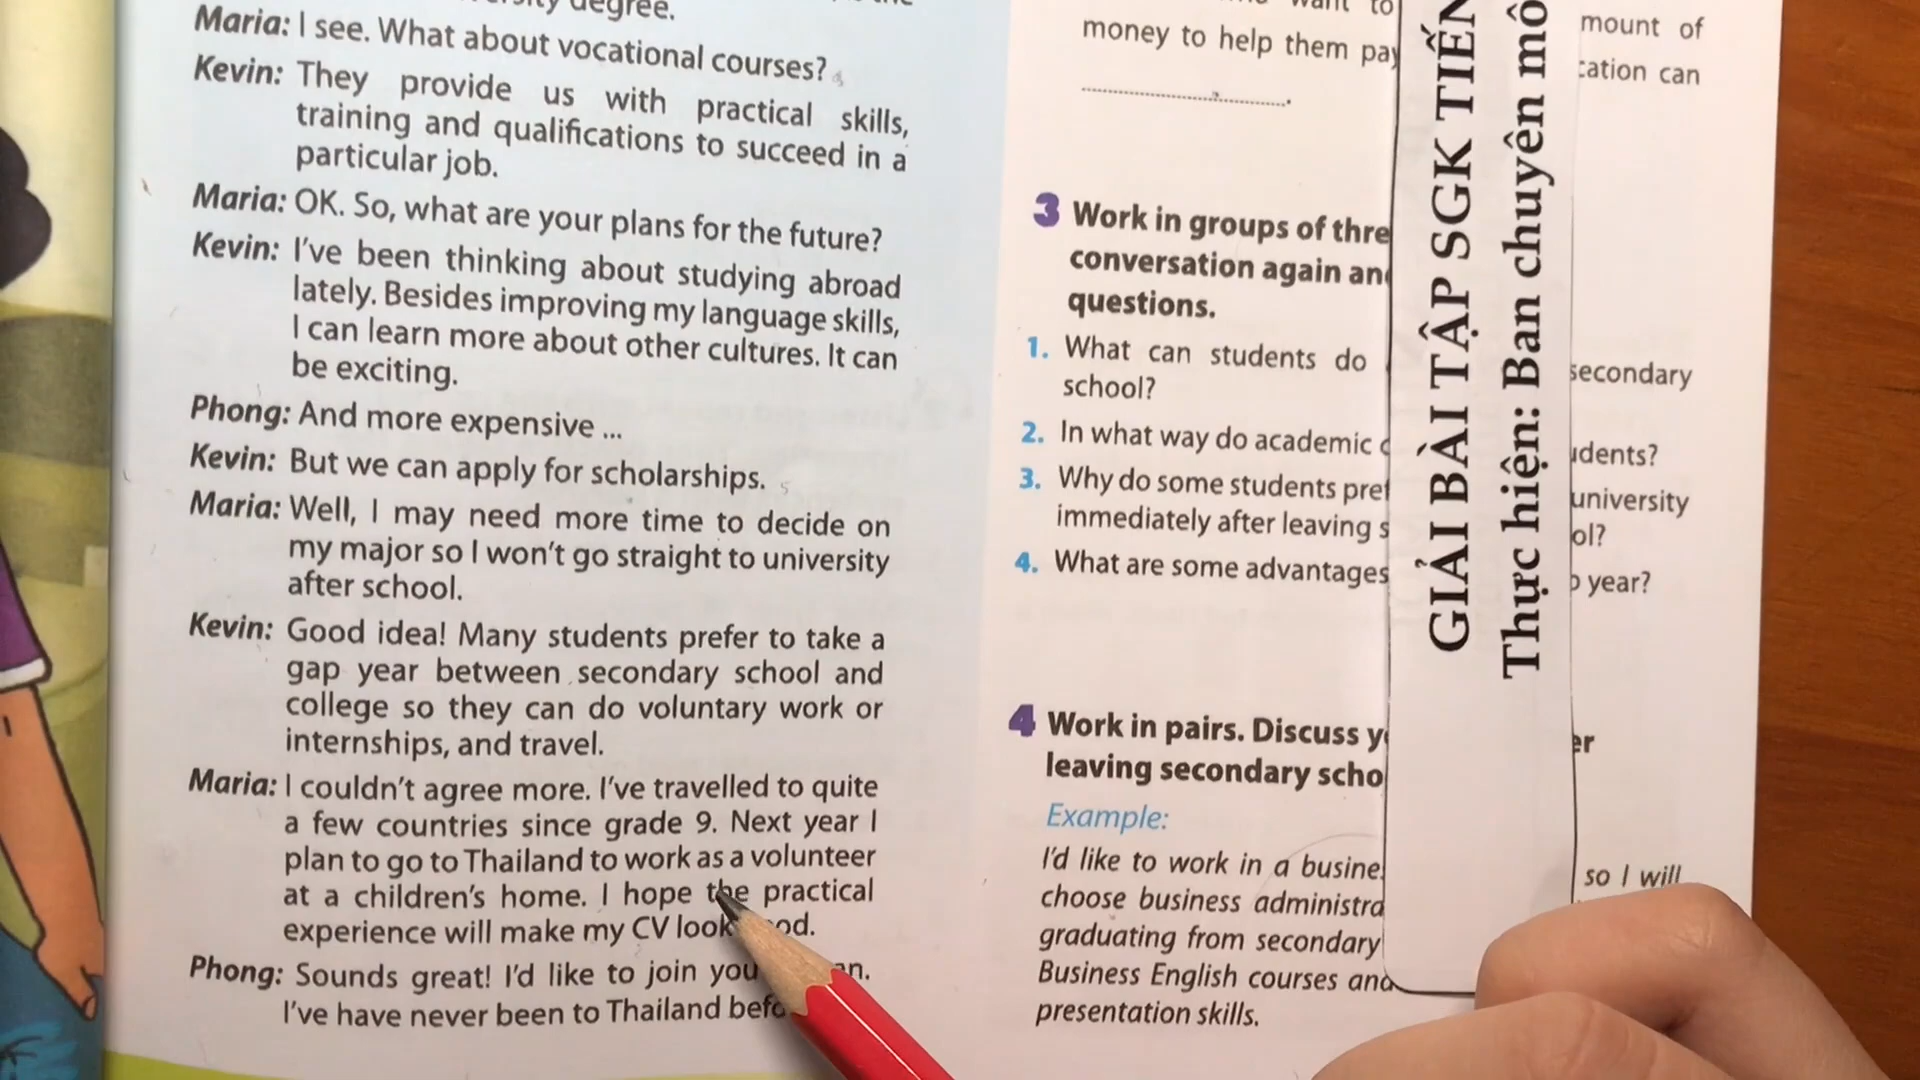 degree.
Maria: I see. What about vocational courses?
Kevin: They provide us with practical skills,
training and qualifications to succeed in a
particular job.
Maria: OK. So, what are your plans for the future?
Kevin: I've been thinking about studying abroad
lately. Besides improving my language skills,
I can learn more about other cultures. It can
be exciting.
Phong: And more expensive ...
Kevin: But we can apply for scholarships.
Maria: Well, I may need more time to decide on
my major so I won't go straight to university
after school.
Kevin: Good idea! Many students prefer to take a
gap year between secondary school and
college so they can do voluntary work or
internships, and travel.
Maria: I couldn't agree more. I've travelled to quite
a few countries since grade 9. Next year I
plan to go to Thailand to work as a volunteer
at a children's home. I hope the practical
experience will make my CV look
Phong: Sounds great! I'd like to join you
I've have never been to Thailand
want to
money to help them pay
mount of
can
3 Work in groups of
conversation again
questions.
1. What can students do
school?
secondary
2. In what way do academic
3. Why do some students
university
immediately after leaving
4. What are some advantages
year?
4 Work in pairs. Discuss
leaving secondary
Example:
I'd like to work in a
so I will
choose business
graduating from secondary
Business English courses and
presentation skills.
GIẢI BÀI TẬP SGK TIẾN
Thực hiện: Ban chuyên mô